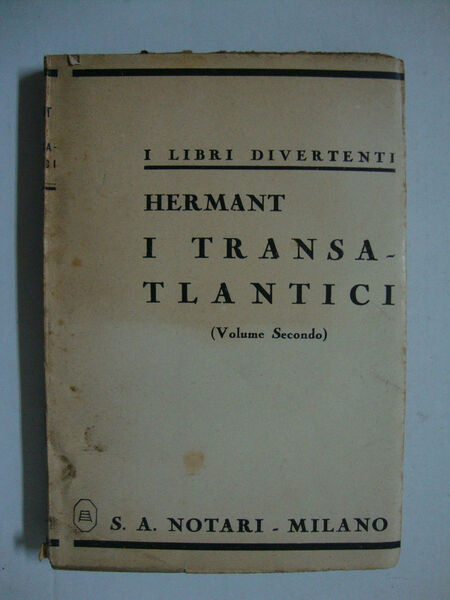 I LIBRI DIVERTENTI
HERMANT
I TRANSA-
TLANTICI
(Volume Secondo)
S. A. NOTARI - MILANO